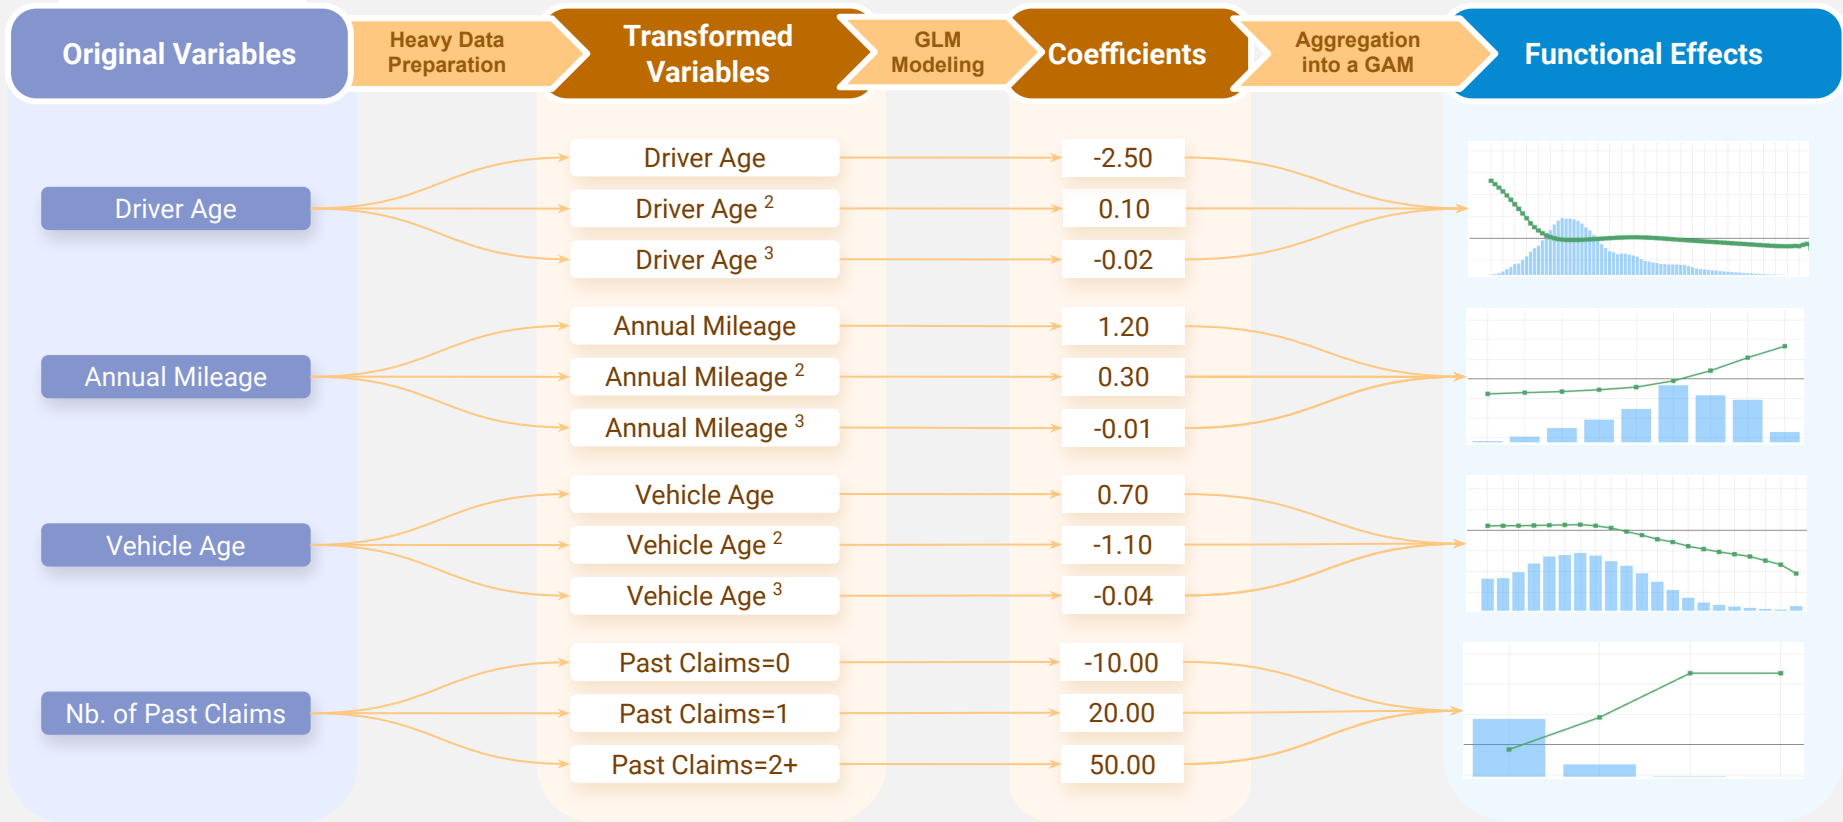 Original Variables
Heavy Data
Preparation
Transformed
Variables
GLM
Modeling
Coefficients
Aggregation
into a GAM
Functional Effects
Driver Age
Driver Age
-2.50
Driver Age ²
0.10
Driver Age ³
-0.02
Annual Mileage
Annual Mileage
1.20
Annual Mileage ²
0.30
Annual Mileage ³
-0.01
Vehicle Age
Vehicle Age
0.70
Vehicle Age ²
-1.10
Vehicle Age ³
-0.04
Nb. of Past Claims
Past Claims=0
-10.00
Past Claims=1
20.00
Past Claims=2+
50.00